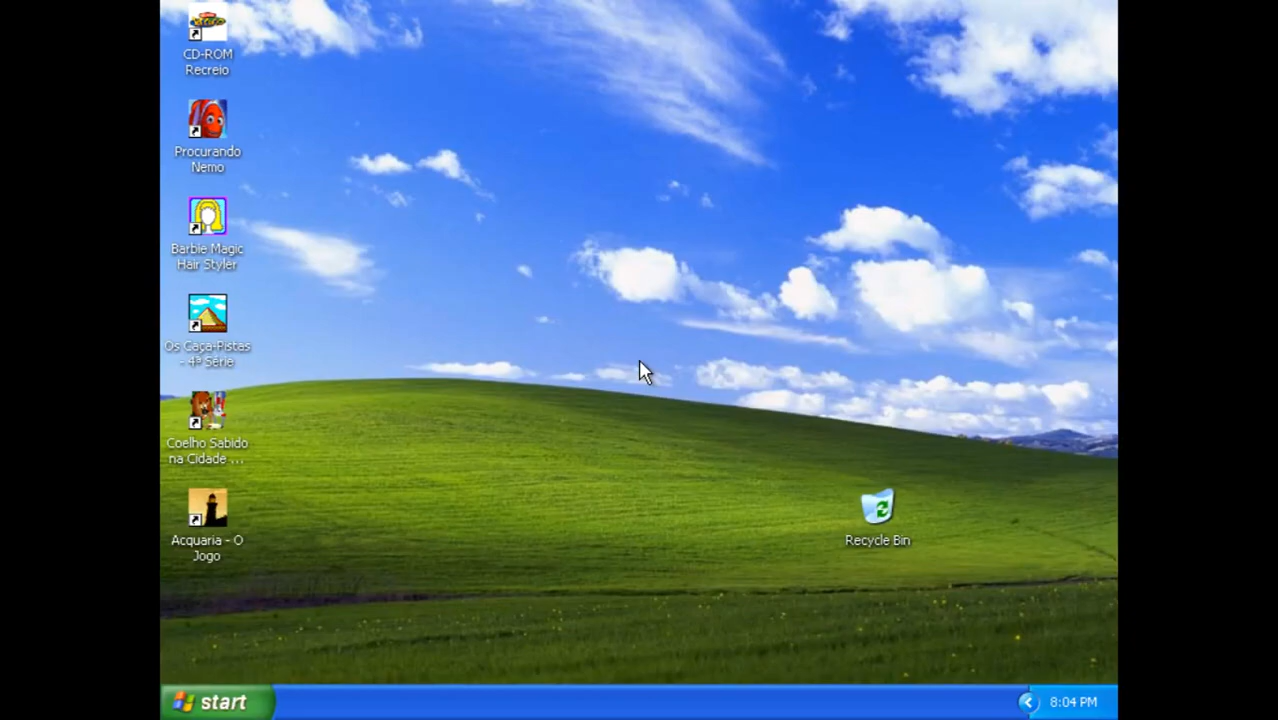 CD-ROM
Recreio
Procurando
Nemo
Barbie Magic
Hair Styler
Os Caça-Pistas
- 4ª Série
Coelho Sabido
na Cidade ...
Acquaria - O
Jogo
Recycle Bin
start
8:04 PM